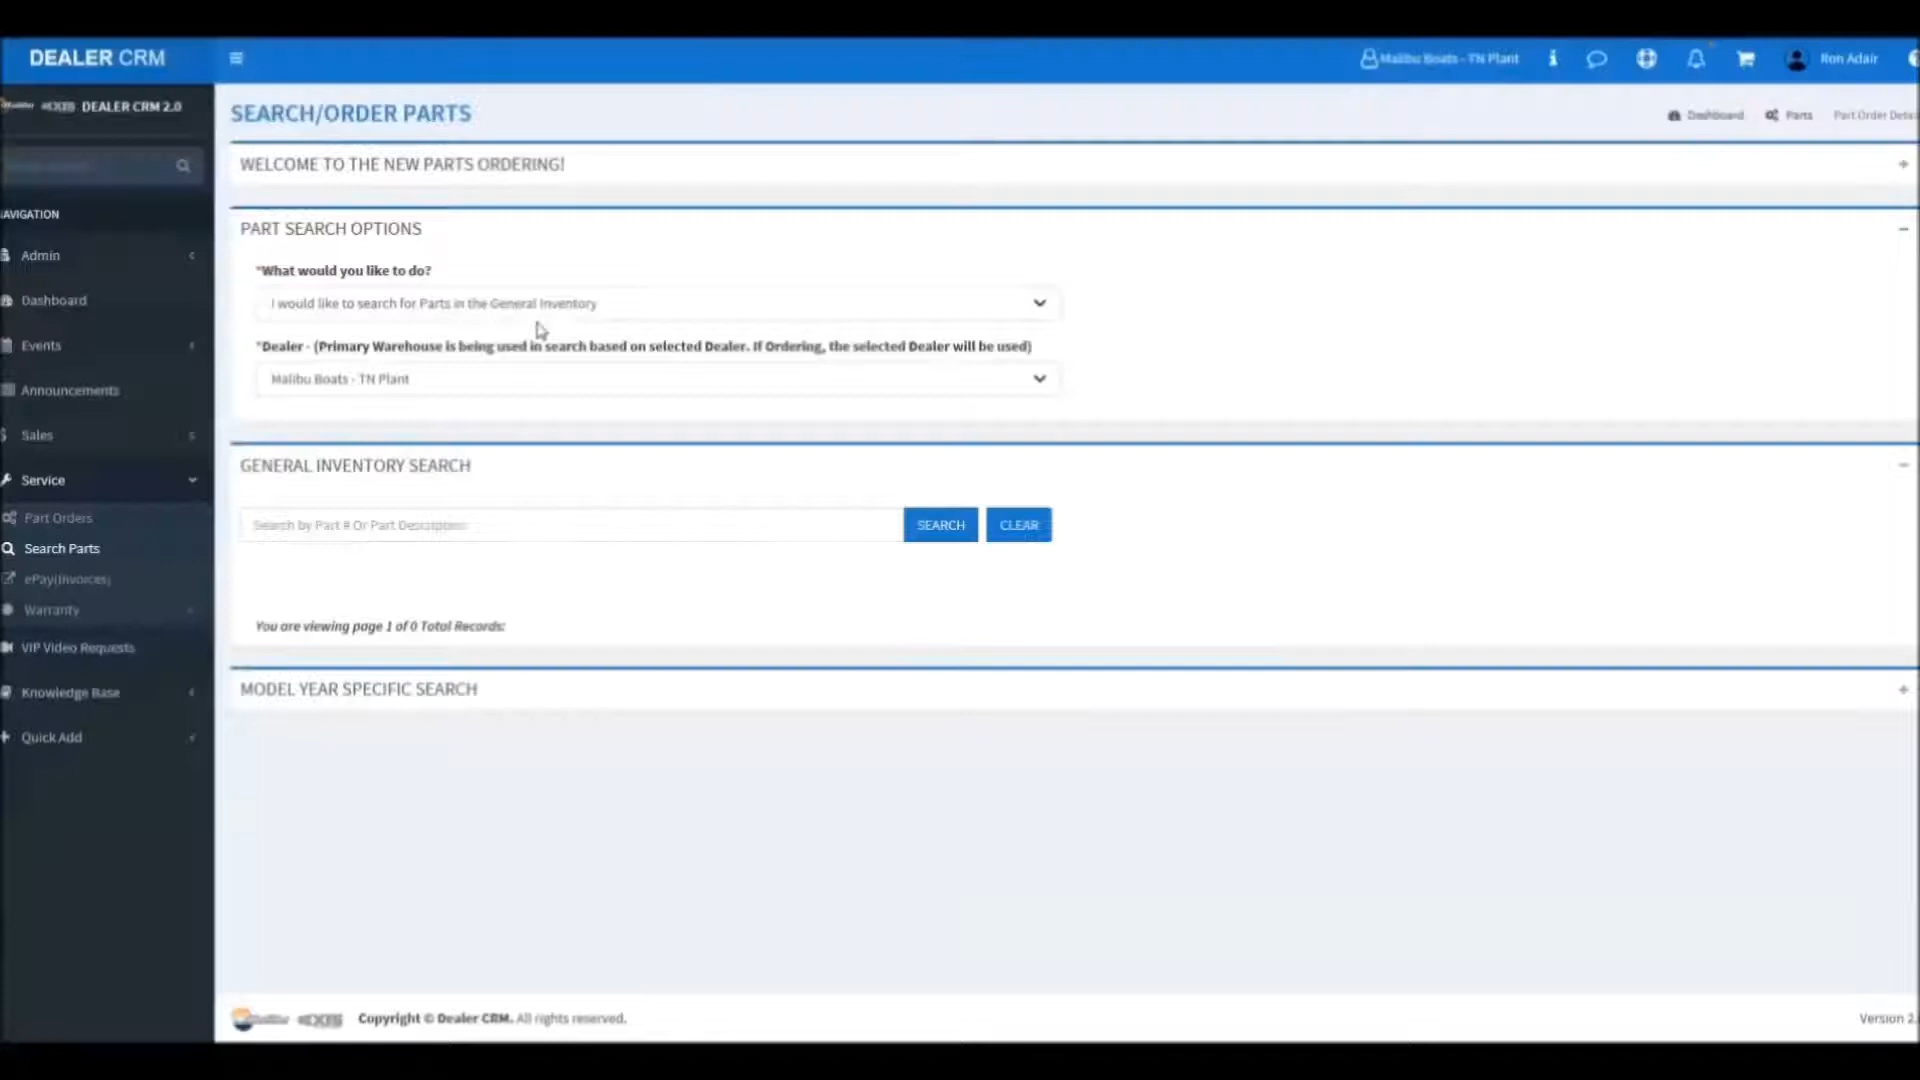 DEALER CRM
Malibu Boats - TN Plant
Ron Adair
DEALER CRM 2.0
SEARCH/ORDER PARTS
Dashboard
Parts
Part Order
WELCOME TO THE NEW PARTS ORDERING!
NAVIGATION
PART SEARCH OPTIONS
Admin
*What would you like to do?
Dashboard
I would like to search for Parts in the General Inventory
Events
*Dealer - (Primary Warehouse is being used in search based on selected Dealer. If Ordering, the selected Dealer will be used)
Malibu Boats - TN Plant
Announcements
Sales
GENERAL INVENTORY SEARCH
Service
Part Orders
Search by Part # Or Part Description
SEARCH
CLEAR
Search Parts
ePay(Invoices)
Warranty
You are viewing page 1 of 0 Total Records:
VIP Video Requests
Knowledge Base
MODEL YEAR SPECIFIC SEARCH
Quick Add
Malibu AXIS
Copyright © Dealer CRM. All rights reserved.
Version 2.